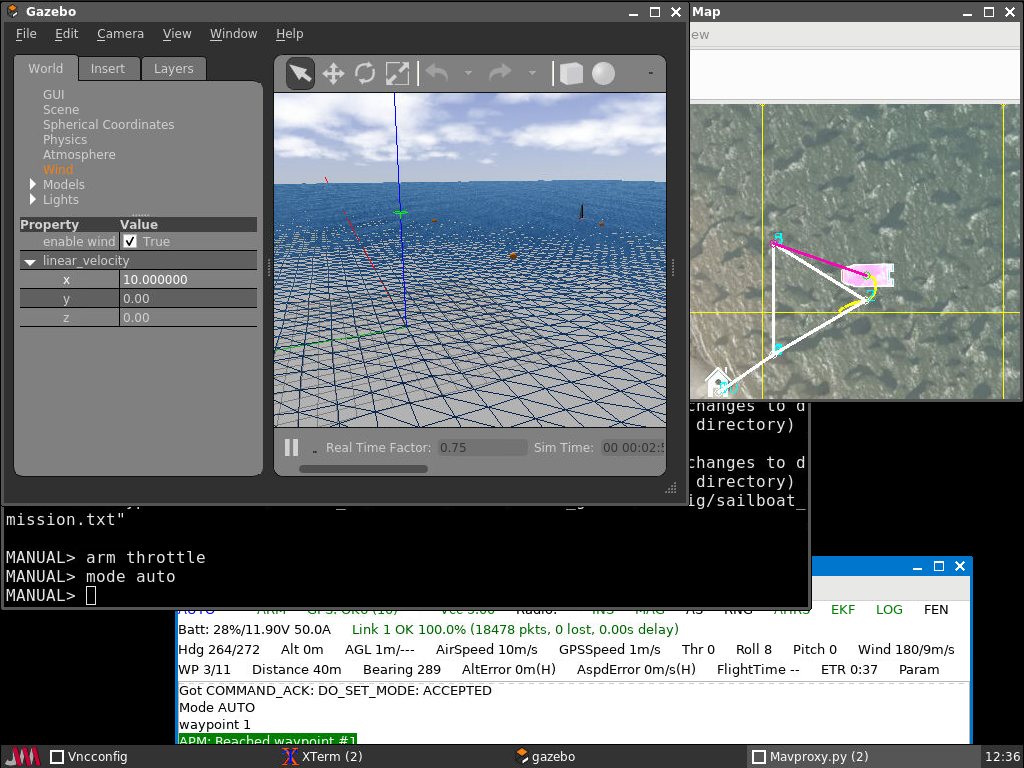 Gazebo
File Edit Camera View Window Help
World Insert Layers
GUI
Scene
Spherical Coordinates
Physics
Atmosphere
Wind
Models
Lights
Property Value
enable wind True
linear_velocity
x 10.000000
y 0.00
z 0.00
Real Time Factor: 0.75 Sim Time: 00 00:02:5
Map
ew
changes to d
directory)
changes to d
directory)
ig/sailboat_
mission.txt"
MANUAL> arm throttle
MANUAL> mode auto
MANUAL>
AUTO ARM GPS: OK6 (10) Vcc 5.00 Radio: INS MAG AS RNG AHRS EKF LOG FEN
Batt: 28%/11.90V 50.0A Link 1 OK 100.0% (18478 pkts, 0 lost, 0.00s delay)
Hdg 264/272 Alt 0m AGL 1m/--- AirSpeed 10m/s GPSSpeed 1m/s Thr 0 Roll 8 Pitch 0 Wind 180/9m/s
WP 3/11 Distance 40m Bearing 289 AltError 0m(H) AspdError 0m/s(H) FlightTime -- ETR 0:37 Param
Got COMMAND_ACK: DO_SET_MODE: ACCEPTED
Mode AUTO
waypoint 1
APM: Reached waypoint #1
Vncconfig XTerm (2) gazebo Mavproxy.py (2) 12:36